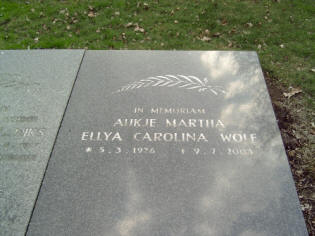 IN MEMORIAM
AUKJE MARTHA
ELLYA CAROLINA WOLF
* 5.3.1976 † 9.7.2003